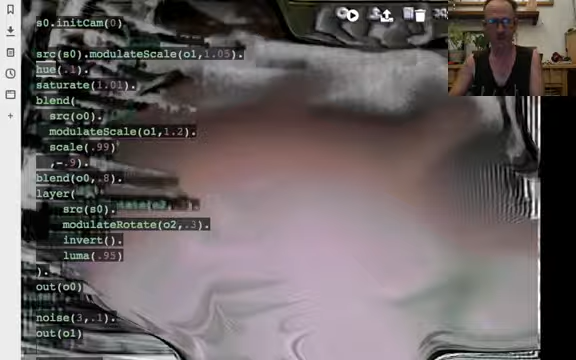 s0.initCam(0)
src(s0).modulateScale(o1,1.05).
hue(.1).
saturate(1.01).
blend(
src(o0).
modulateScale(o1,1.2).
scale(.99)
,-.9).
blend(o0,.8).
layer(
src(s0).
modulateRotate(o2,.3).
invert().
luma(.95)
).
out(o0)
noise(3,.1).
out(o1)